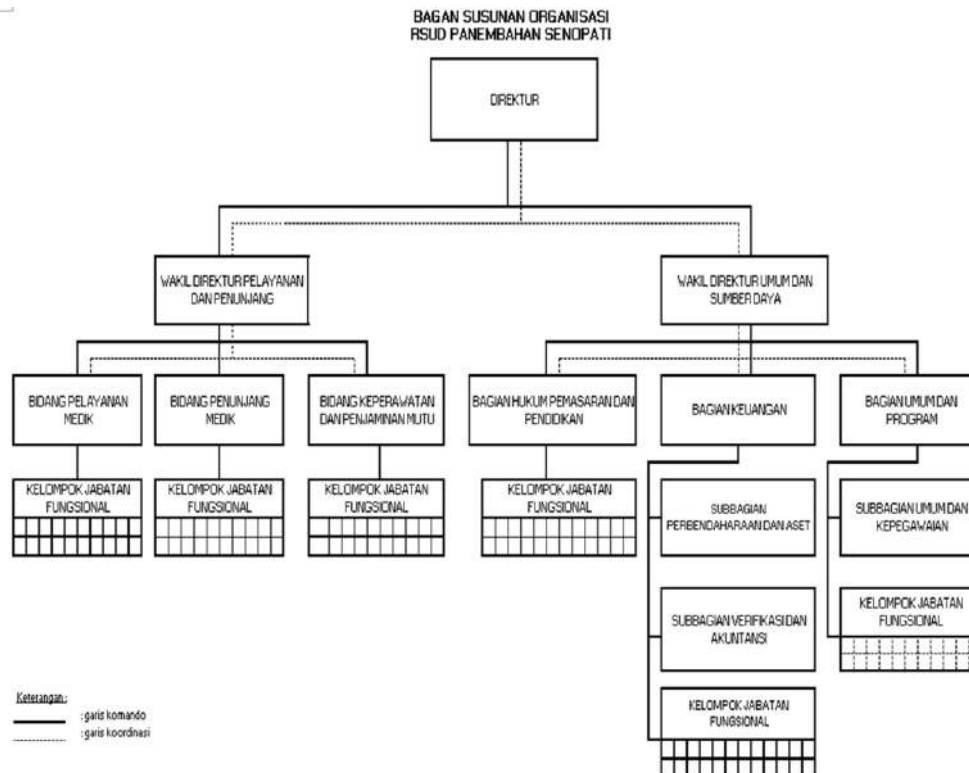 BAGAN SUSUNAN ORGANISASI
RSUD PANEMBAHAN SENOPATI
DIREKTUR
WAKIL DIREKTUR PELAYANAN
DAN PENUNJANG
WAKIL DIREKTUR UMUM DAN
SUMBER DAYA
BIDANG PELAYANAN
MEDIK
BIDANG PENUNJANG
MEDIK
BIDANG KEPERAWATAN
DAN PENJAMINAN MUTU
BAGIAN HUKUM PEMASARAN DAN
PENDIDIKAN
BAGIAN KEUANGAN
BAGIAN UMUM DAN
PROGRAM
KELOMPOK JABATAN
FUNGSIONAL
KELOMPOK JABATAN
FUNGSIONAL
KELOMPOK JABATAN
FUNGSIONAL
KELOMPOK JABATAN
FUNGSIONAL
SUBBAGIAN
PERBENDAHARAAN DAN ASET
SUBBAGIAN UMUM DAN
KEPEGAWAIAN
SUBBAGIAN VERIFIKASI DAN
AKUNTANSI
KELOMPOK JABATAN
FUNGSIONAL
KELOMPOK JABATAN
FUNGSIONAL
Keterangan :
: garis komando
: garis koordinasi